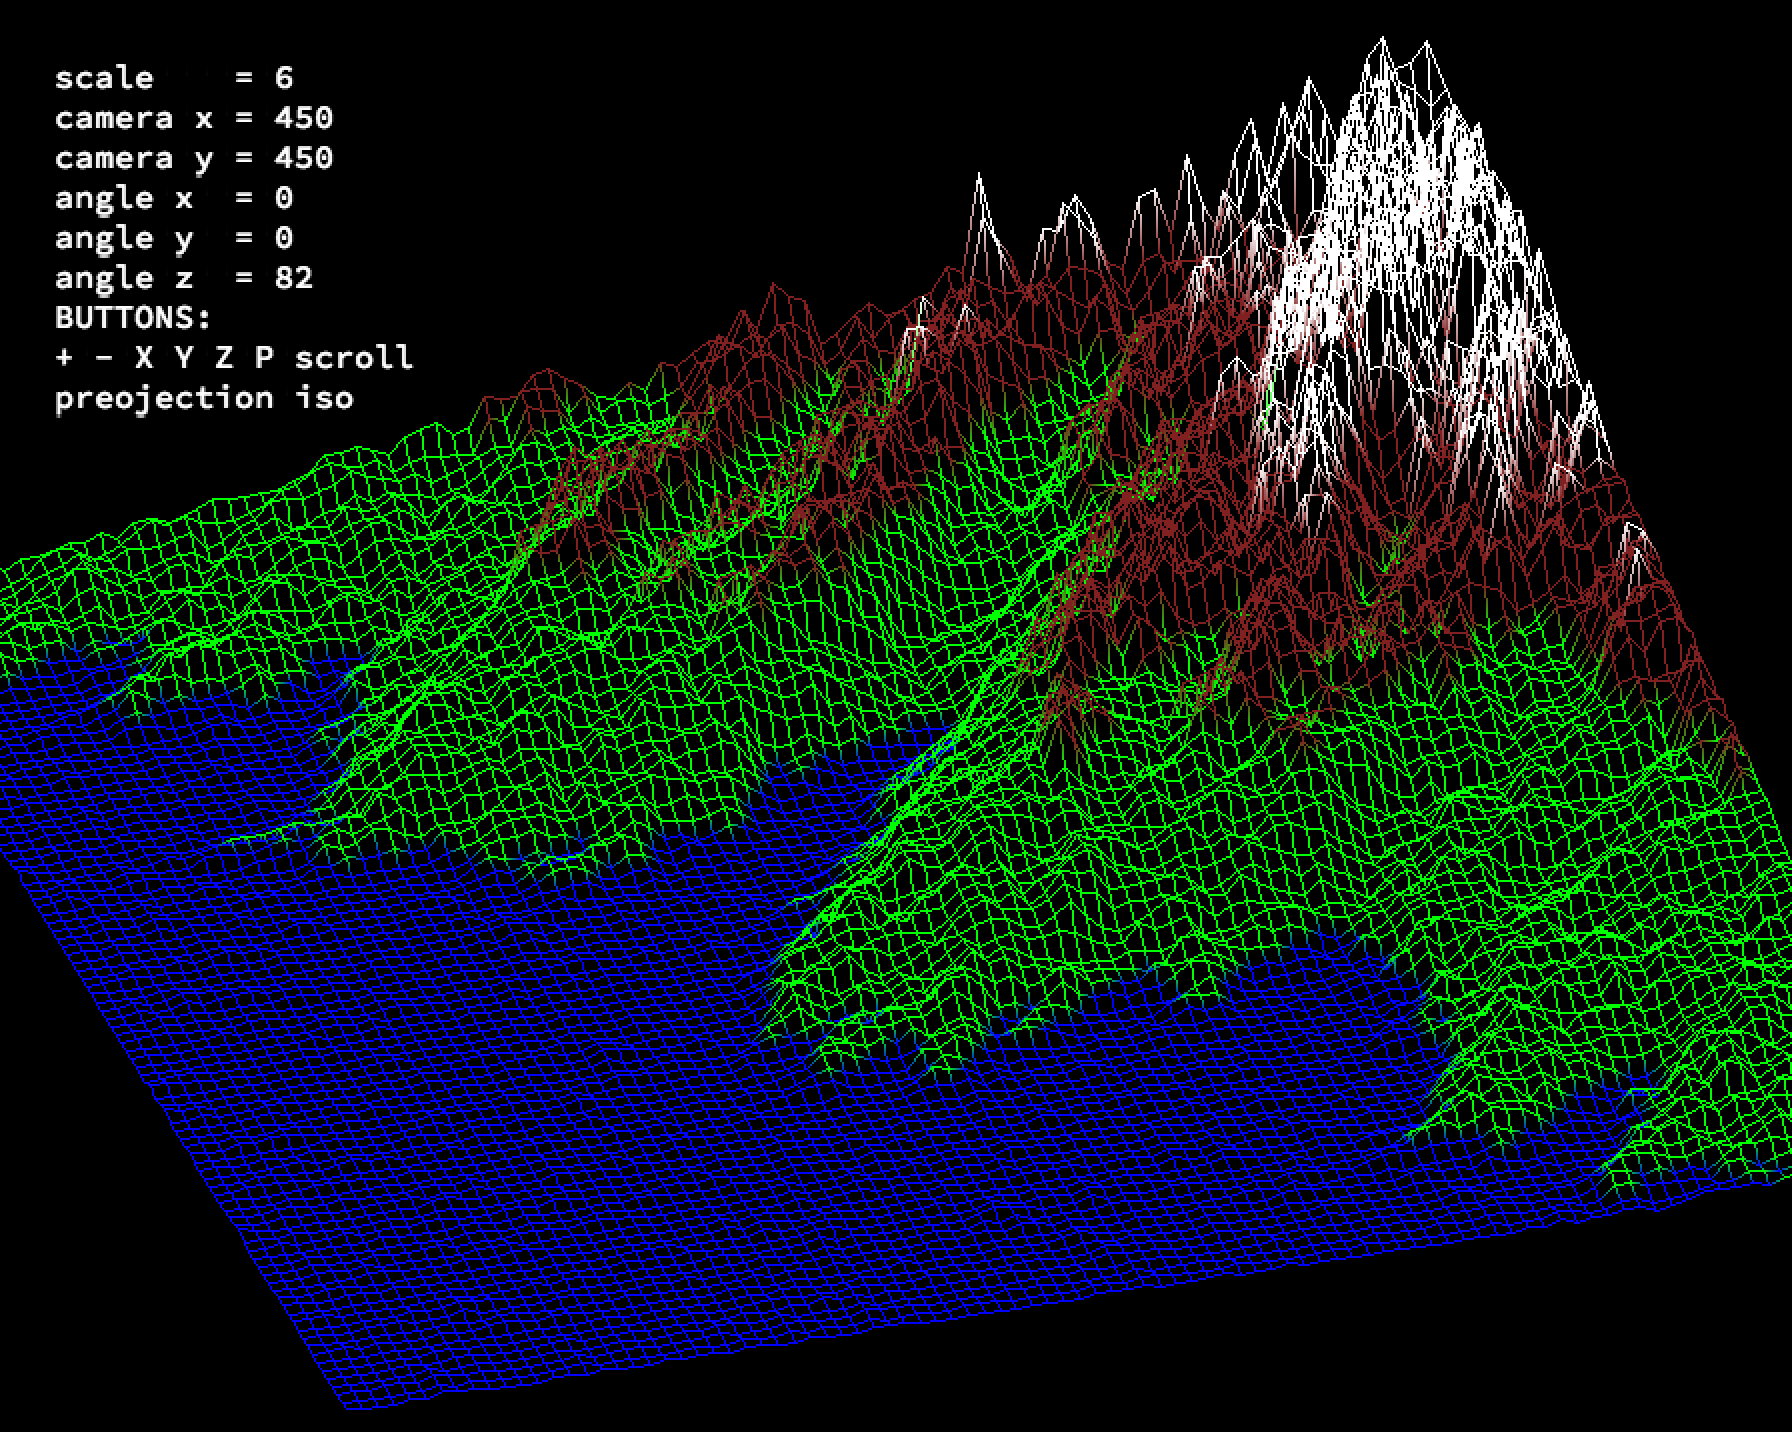 scale    = 6
camera x = 450
camera y = 450
angle x  = 0
angle y  = 0
angle z  = 82
BUTTONS:
+ - X Y Z P scroll
preojection iso